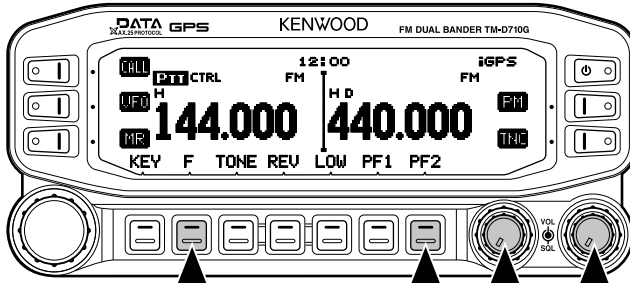 DATA GPS KENWOOD FM DUAL BANDER TM-D710G
AX.25 PROTOCOL
CALL 12:00 iGPS
PTT CTRL FM FM
VFO H H D PM
144.000 440.000
MR TNC
KEY F TONE REV LOW PF1 PF2
VOL
SQL